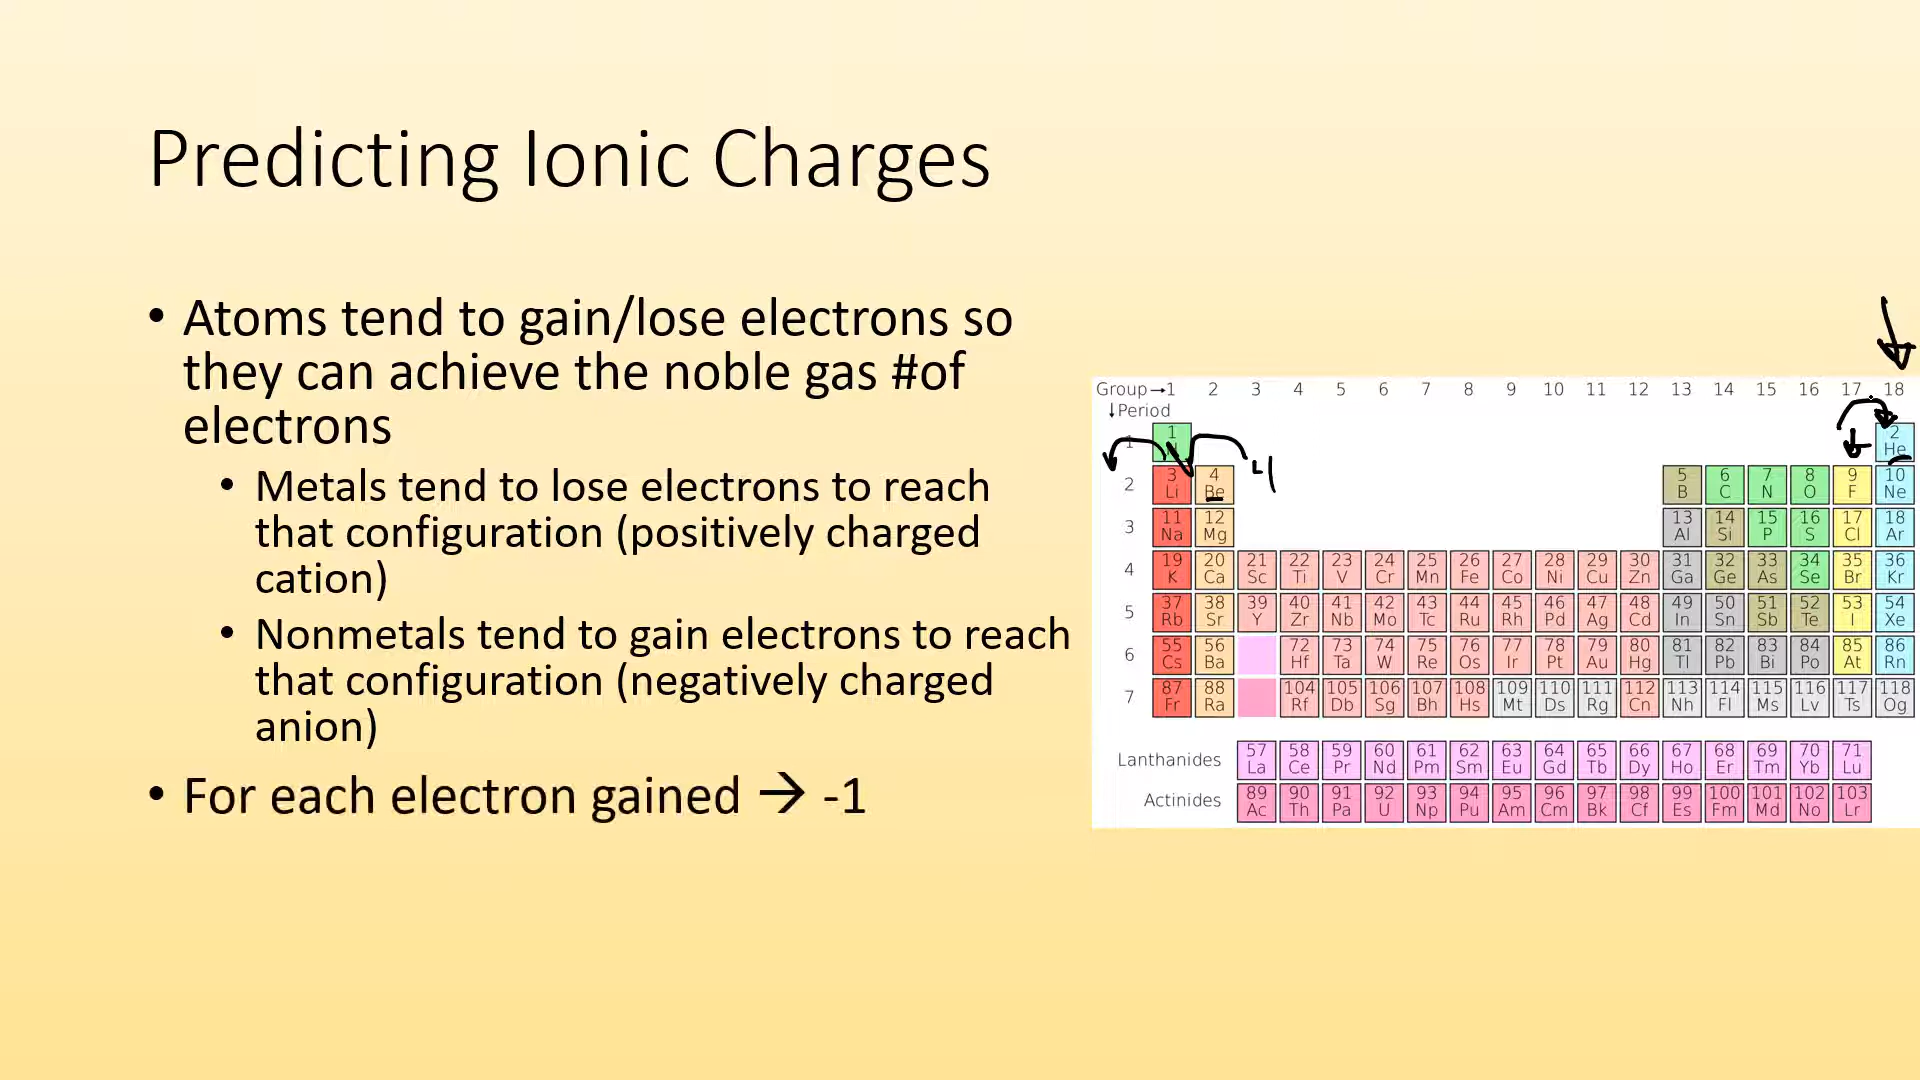 Predicting Ionic Charges
• Atoms tend to gain/lose electrons so
they can achieve the noble gas #of
electrons
• Metals tend to lose electrons to reach
that configuration (positively charged
cation)
• Nonmetals tend to gain electrons to reach
that configuration (negatively charged
anion)
• For each electron gained → -1
Group→1 2 3 4 5 6 7 8 9 10 11 12 13 14 15 16 17 18
↓Period
1 1 2
He
2 3 4 5 6 7 8 9 10
Li Be B C N O F Ne
3 11 12 13 14 15 16 17 18
Na Mg Al Si P S Cl Ar
4 19 20 21 22 23 24 25 26 27 28 29 30 31 32 33 34 35 36
K Ca Sc Ti V Cr Mn Fe Co Ni Cu Zn Ga Ge As Se Br Kr
5 37 38 39 40 41 42 43 44 45 46 47 48 49 50 51 52 53 54
Rb Sr Y Zr Nb Mo Tc Ru Rh Pd Ag Cd In Sn Sb Te I Xe
6 55 56 72 73 74 75 76 77 78 79 80 81 82 83 84 85 86
Cs Ba Hf Ta W Re Os Ir Pt Au Hg Tl Pb Bi Po At Rn
7 87 88 104 105 106 107 108 109 110 111 112 113 114 115 116 117 118
Fr Ra Rf Db Sg Bh Hs Mt Ds Rg Cn Nh Fl Ms Lv Ts Og
Lanthanides 57 58 59 60 61 62 63 64 65 66 67 68 69 70 71
La Ce Pr Nd Pm Sm Eu Gd Tb Dy Ho Er Tm Yb Lu
Actinides 89 90 91 92 93 94 95 96 97 98 99 100 101 102 103
Ac Th Pa U Np Pu Am Cm Bk Cf Es Fm Md No Lr